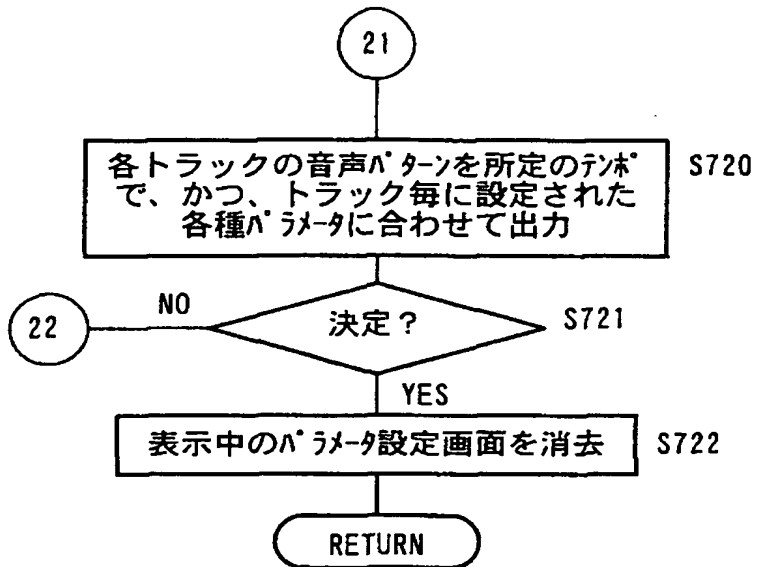 21
各トラックの音声ﾊﾟﾀｰﾝを所定のﾃﾝﾎﾟ
で、かつ、トラック毎に設定された
各種ﾊﾟﾗﾒｰﾀに合わせて出力
S720
22
NO
決定？
S721
YES
表示中のﾊﾟﾗﾒｰﾀ設定画面を消去
S722
RETURN